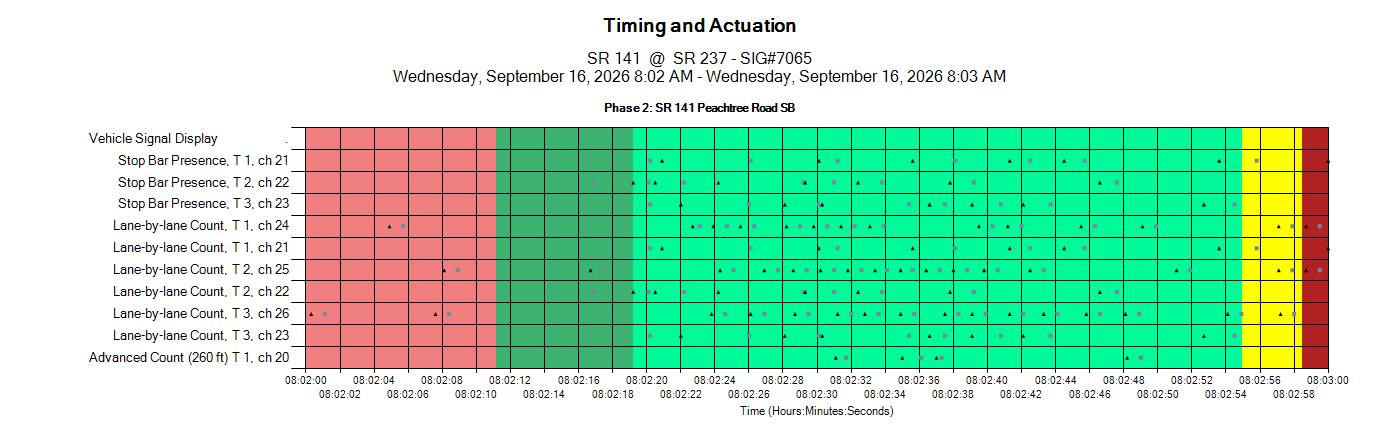 Timing and Actuation
SR 141 @ SR 237 - SIG#7065
Wednesday, September 16, 2026 8:02 AM - Wednesday, September 16, 2026 8:03 AM
Phase 2: SR 141 Peachtree Road SB
Vehicle Signal Display .
Stop Bar Presence, T 1, ch 21
Stop Bar Presence, T 2, ch 22
Stop Bar Presence, T 3, ch 23
Lane-by-lane Count, T 1, ch 24
Lane-by-lane Count, T 1, ch 21
Lane-by-lane Count, T 2, ch 25
Lane-by-lane Count, T 2, ch 22
Lane-by-lane Count, T 3, ch 26
Lane-by-lane Count, T 3, ch 23
Advanced Count (260 ft) T 1, ch 20
08:02:00 08:02:04 08:02:08 08:02:12 08:02:16 08:02:20 08:02:24 08:02:28 08:02:32 08:02:36 08:02:40 08:02:44 08:02:48 08:02:52 08:02:56 08:03:00
08:02:02 08:02:06 08:02:10 08:02:14 08:02:18 08:02:22 08:02:26 08:02:30 08:02:34 08:02:38 08:02:42 08:02:46 08:02:50 08:02:54 08:02:58
Time (Hours:Minutes:Seconds)